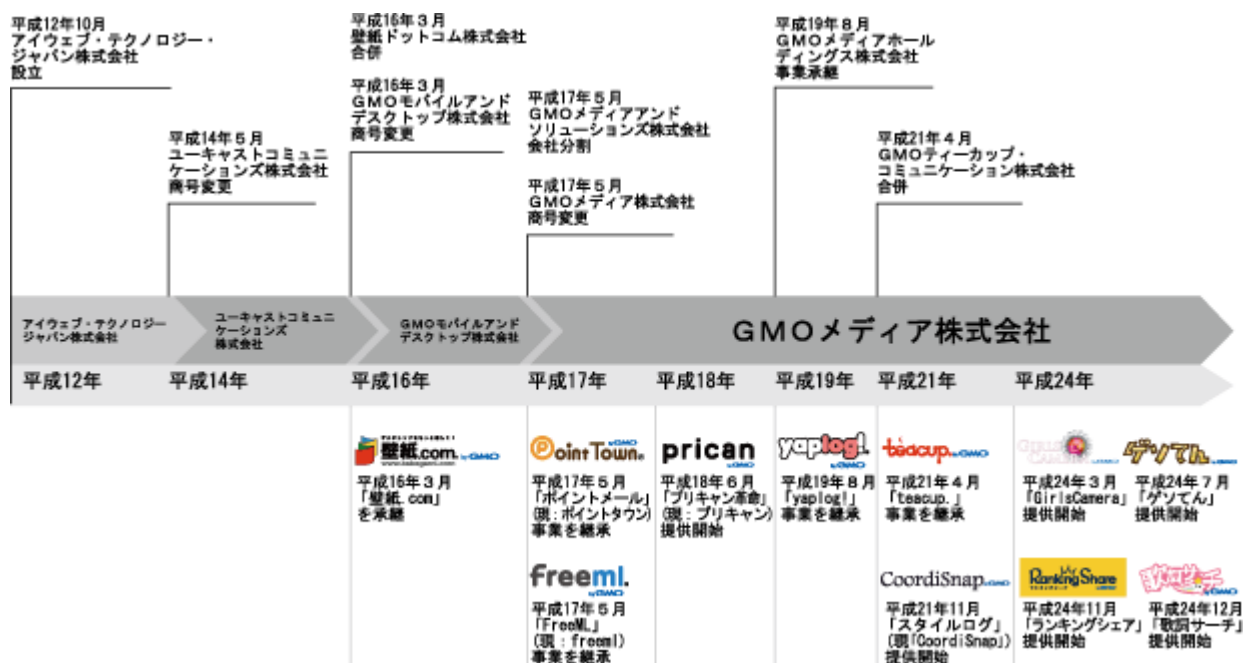 平成12年10月
アイウェブ・テクノロジー・
ジャパン株式会社
設立
平成14年5月
ユーキャストコミュニ
ケーションズ株式会社
商号変更
平成16年3月
壁紙ドットコム株式会社
合併
平成16年3月
GMOモバイルアンド
デスクトップ株式会社
商号変更
平成17年5月
GMOメディアアンド
ソリューションズ株式会社
会社分割
平成17年5月
GMOメディア株式会社
商号変更
平成19年8月
GMOメディアホール
ディングス株式会社
事業承継
平成21年4月
GMOティーカップ・
コミュニケーション株式会社
合併
アイウェブ・テクノロジー
ジャパン株式会社
ユーキャストコミュニ
ケーションズ
株式会社
GMOモバイルアンド
デスクトップ株式会社
GMOメディア株式会社
平成12年
平成14年
平成16年
平成17年
平成18年
平成19年
平成21年
平成24年
壁紙.com. byGMO
平成16年3月
「壁紙.com」
を承継
PointTown. byGMO
平成17年5月
「ポイントメール」
(現:ポイントタウン)
事業を継承
freeml. byGMO
平成17年5月
「FreeML」
(現:freeml)
事業を継承
prican byGMO
平成18年6月
「プリキャン革命」
(現:プリキャン)
提供開始
yaplog! byGMO
平成19年8月
「yaplog!」
事業を継承
teacup. byGMO
平成21年4月
「teacup.」
事業を継承
CoordiSnap byGMO
平成21年11月
「スタイルログ」
(現「CoordiSnap」)
提供開始
平成24年3月
「GirlsCamera」
提供開始
ゲソてん byGMO
平成24年7月
「ゲソてん」
提供開始
Ranking Share
平成24年11月
「ランキングシェア」
提供開始
歌詞サーチ byGMO
平成24年12月
「歌詞サーチ」
提供開始